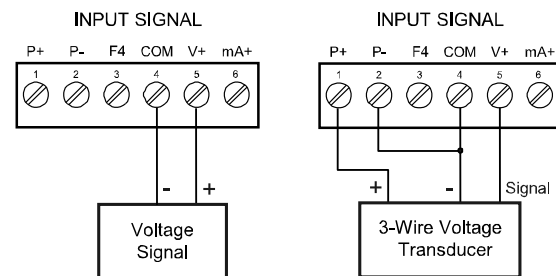 INPUT SIGNAL
P+ P- F4 COM V+ mA+
1 2 3 4 5 6
- +
Voltage
Signal
INPUT SIGNAL
P+ P- F4 COM V+ mA+
1 2 3 4 5 6
+ - Signal
3-Wire Voltage
Transducer